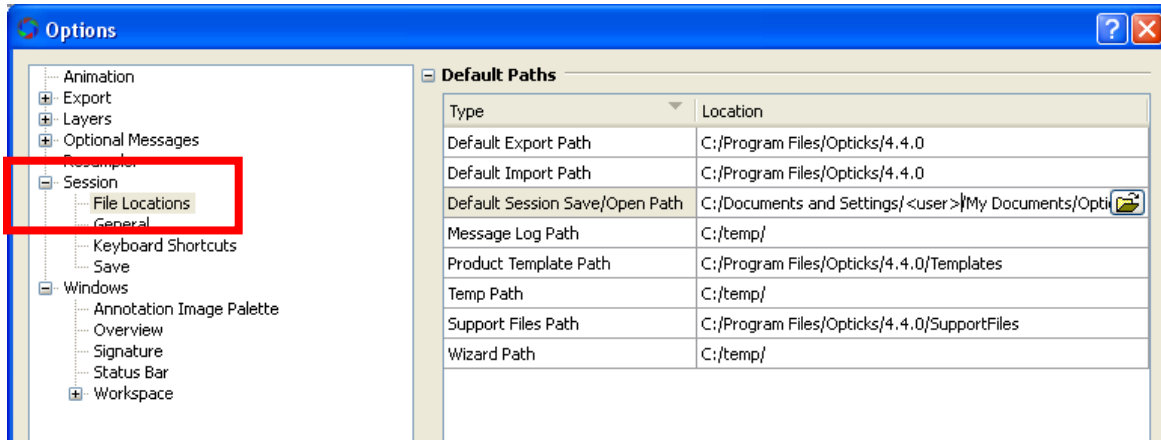 Options
Animation
Export
Layers
Optional Messages
Resampler
Session
File Locations
General
Keyboard Shortcuts
Save
Windows
Annotation Image Palette
Overview
Signature
Status Bar
Workspace
Default Paths
Type Location
Default Export Path C:/Program Files/Opticks/4.4.0
Default Import Path C:/Program Files/Opticks/4.4.0
Default Session Save/Open Path C:/Documents and Settings/<user>/My Documents/Opti
Message Log Path C:/temp/
Product Template Path C:/Program Files/Opticks/4.4.0/Templates
Temp Path C:/temp/
Support Files Path C:/Program Files/Opticks/4.4.0/SupportFiles
Wizard Path C:/temp/